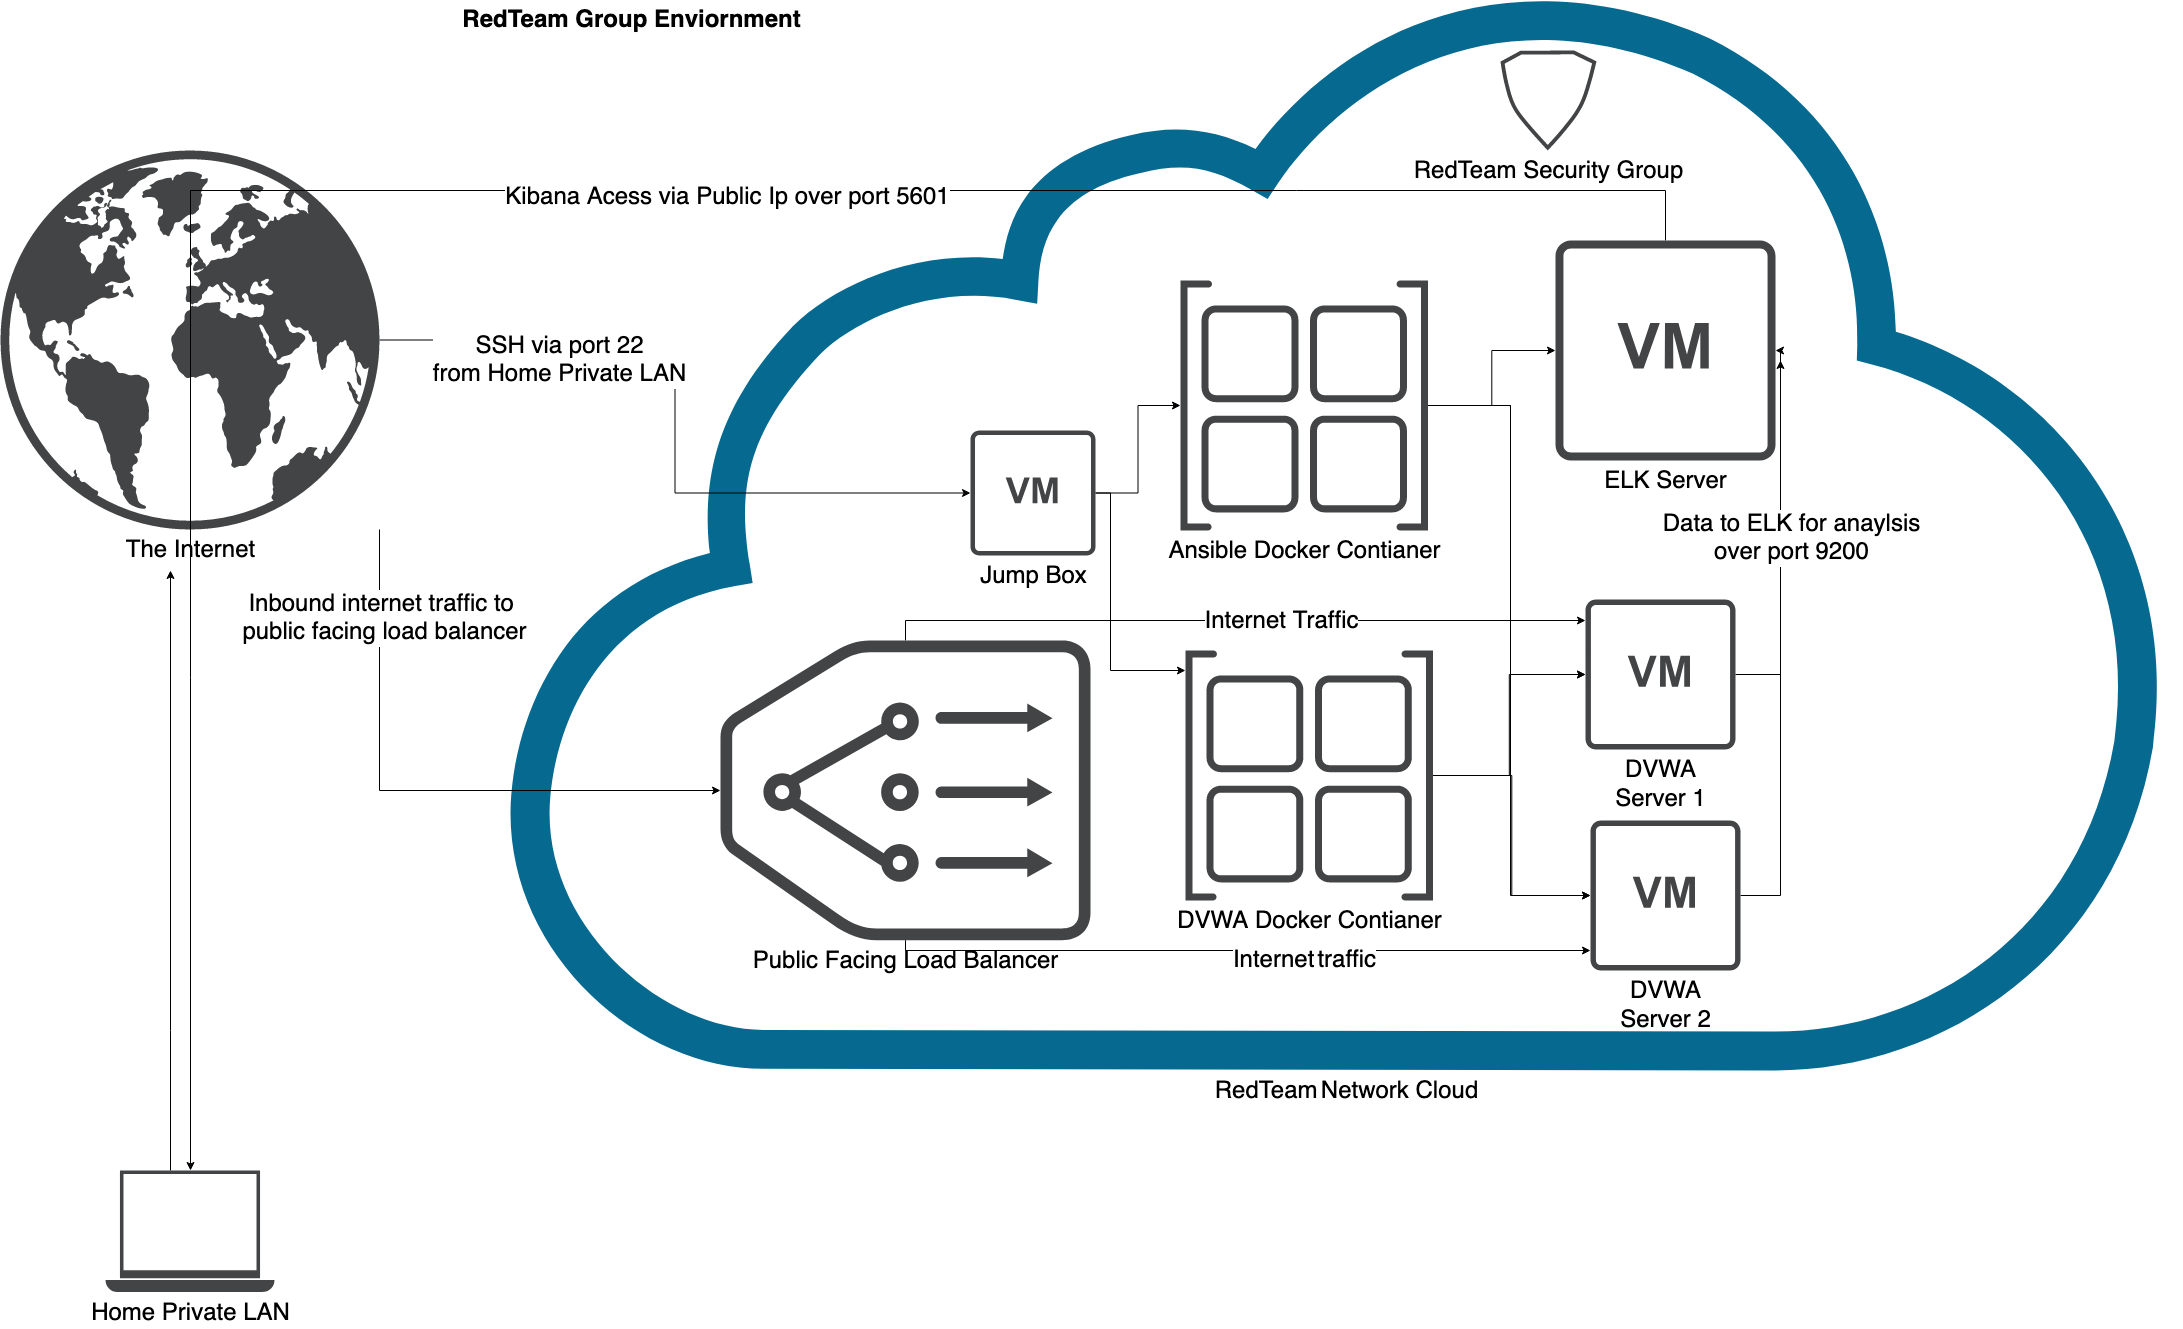 RedTeam Group Enviornment
RedTeam Security Group
Kibana Acess via Public Ip over port 5601
VM
SSH via port 22
from Home Private LAN
ELK Server
VM
Data to ELK for anaylsis
over port 9200
The Internet
Ansible Docker Contianer
Jump Box
Inbound internet traffic to
public facing load balancer
Internet Traffic
VM
DVWA
Server 1
VM
DVWA Docker Contianer
Public Facing Load Balancer
Internet traffic
DVWA
Server 2
RedTeam Network Cloud
Home Private LAN